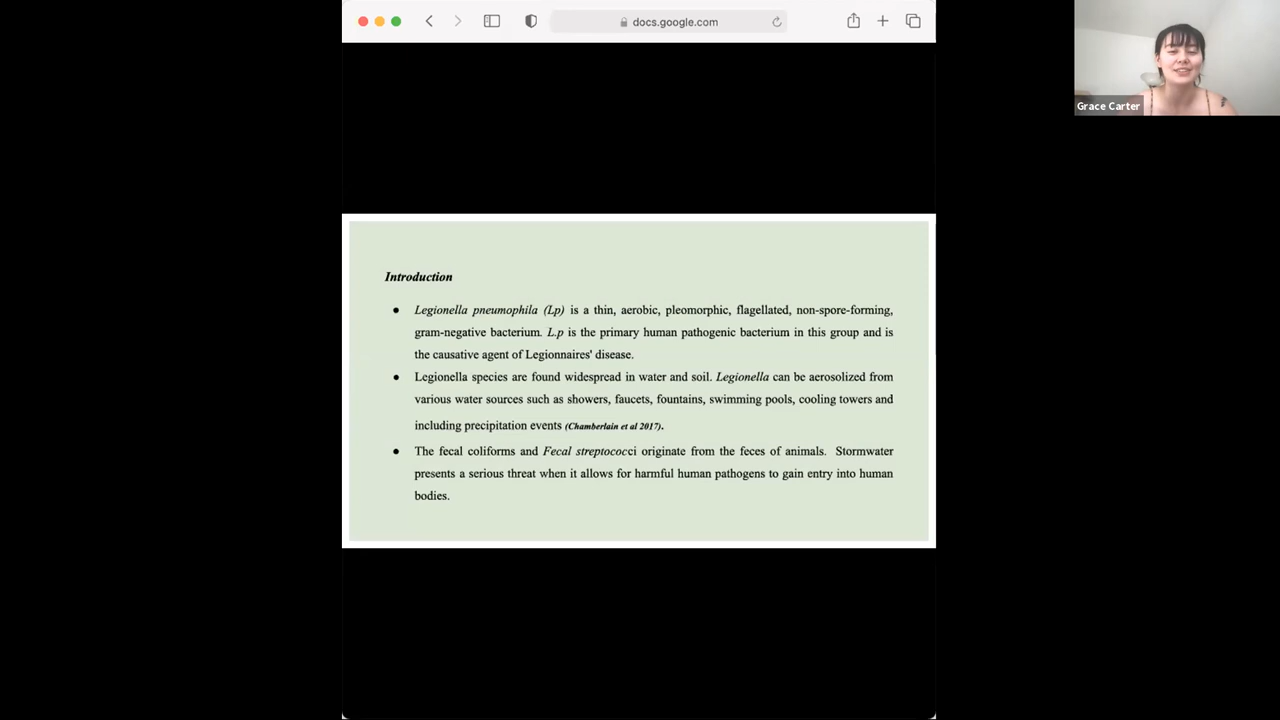 docs.google.com
Grace Carter
Introduction
● Legionella pneumophila (Lp) is a thin, aerobic, pleomorphic, flagellated, non-spore-forming,
gram-negative bacterium. L.p is the primary human pathogenic bacterium in this group and is
the causative agent of Legionnaires' disease.
● Legionella species are found widespread in water and soil. Legionella can be aerosolized from
various water sources such as showers, faucets, fountains, swimming pools, cooling towers and
including precipitation events (Chamberlain et al 2017).
● The fecal coliforms and Fecal streptococci originate from the feces of animals. Stormwater
presents a serious threat when it allows for harmful human pathogens to gain entry into human
bodies.